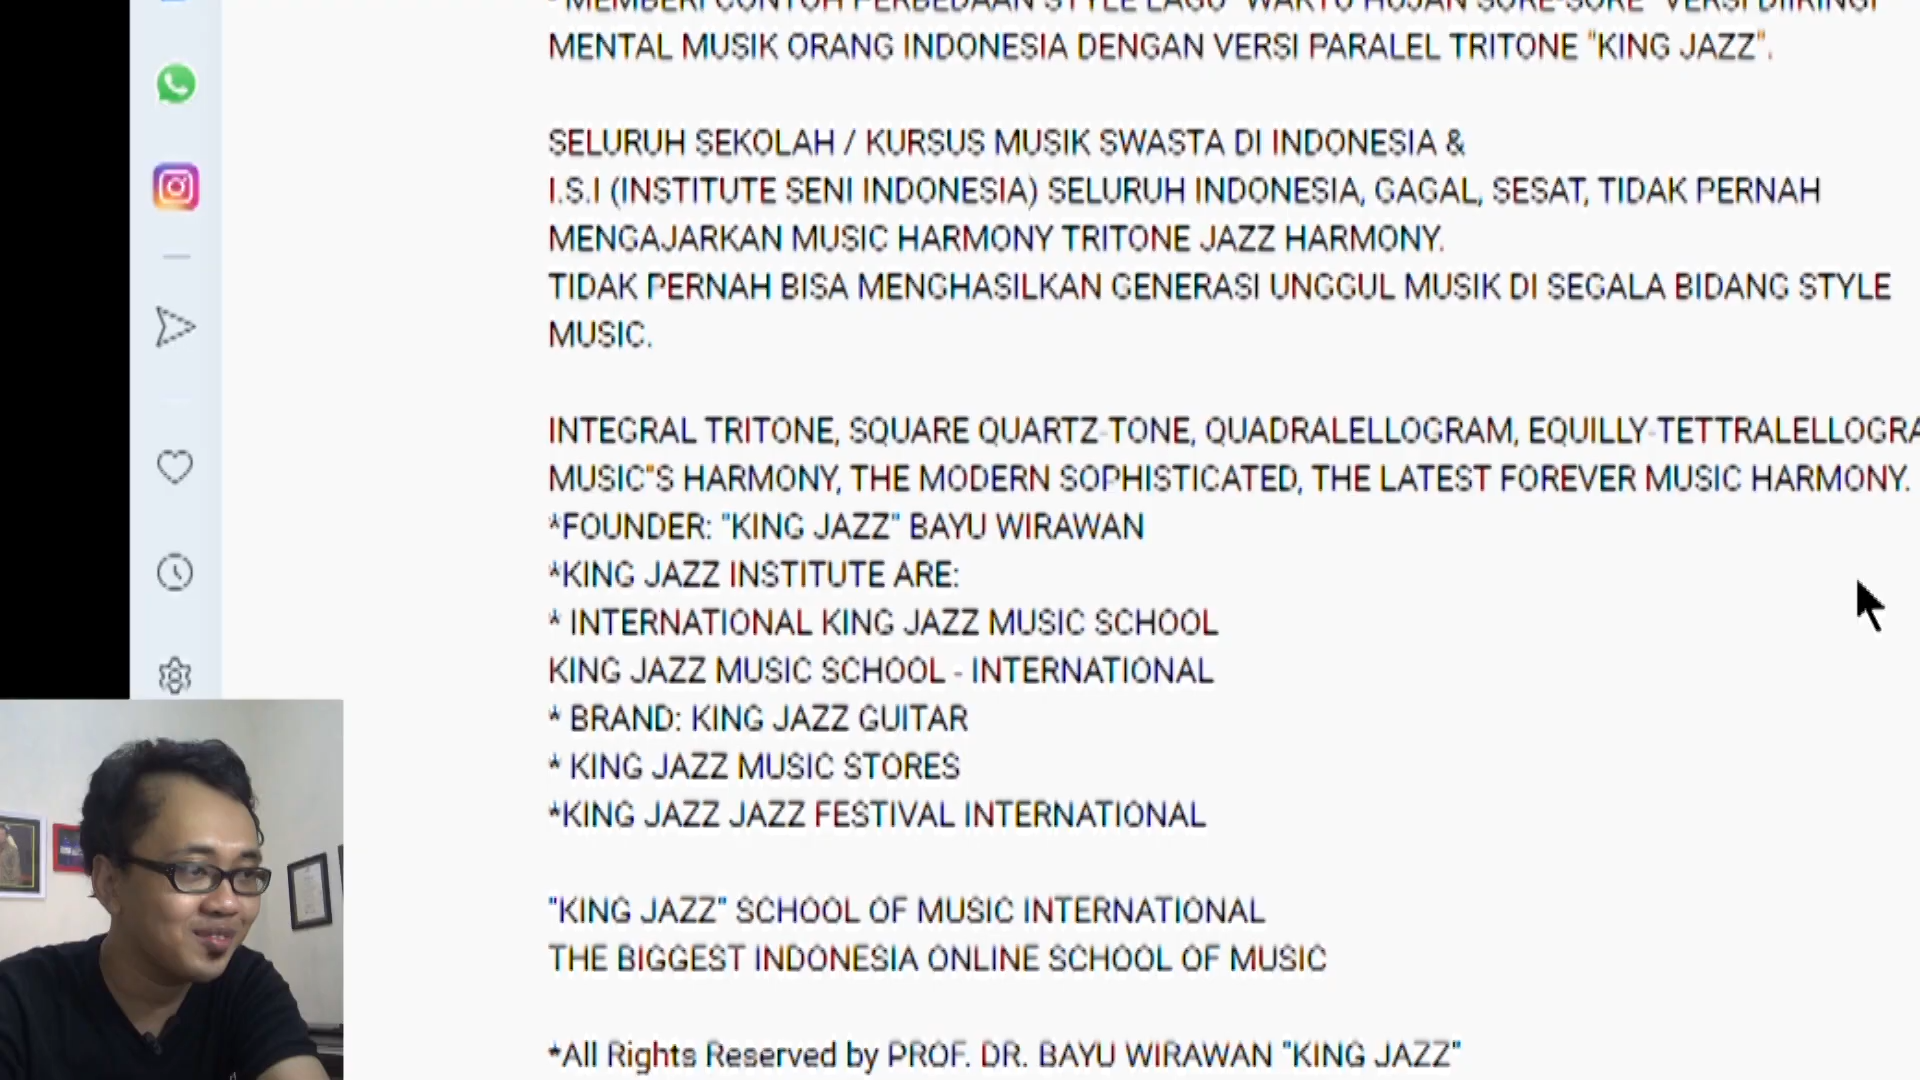 MENTAL MUSIK ORANG INDONESIA DENGAN VERSI PARALEL TRITONE "KING JAZZ".
SELURUH SEKOLAH / KURSUS MUSIK SWASTA DI INDONESIA &
I.S.I (INSTITUTE SENI INDONESIA) SELURUH INDONESIA, GAGAL, SESAT, TIDAK PERNAH
MENGAJARKAN MUSIC HARMONY TRITONE JAZZ HARMONY.
TIDAK PERNAH BISA MENGHASILKAN GENERASI UNGGUL MUSIK DI SEGALA BIDANG STYLE
MUSIC.
INTEGRAL TRITONE, SQUARE QUARTZ-TONE, QUADRALELLOGRAM, EQUILLY-TETTRALELLOGRA
MUSIC"S HARMONY, THE MODERN SOPHISTICATED, THE LATEST FOREVER MUSIC HARMONY.
*FOUNDER: "KING JAZZ" BAYU WIRAWAN
*KING JAZZ INSTITUTE ARE:
* INTERNATIONAL KING JAZZ MUSIC SCHOOL
KING JAZZ MUSIC SCHOOL - INTERNATIONAL
* BRAND: KING JAZZ GUITAR
* KING JAZZ MUSIC STORES
*KING JAZZ JAZZ FESTIVAL INTERNATIONAL
"KING JAZZ" SCHOOL OF MUSIC INTERNATIONAL
THE BIGGEST INDONESIA ONLINE SCHOOL OF MUSIC
*All Rights Reserved by PROF. DR. BAYU WIRAWAN "KING JAZZ"